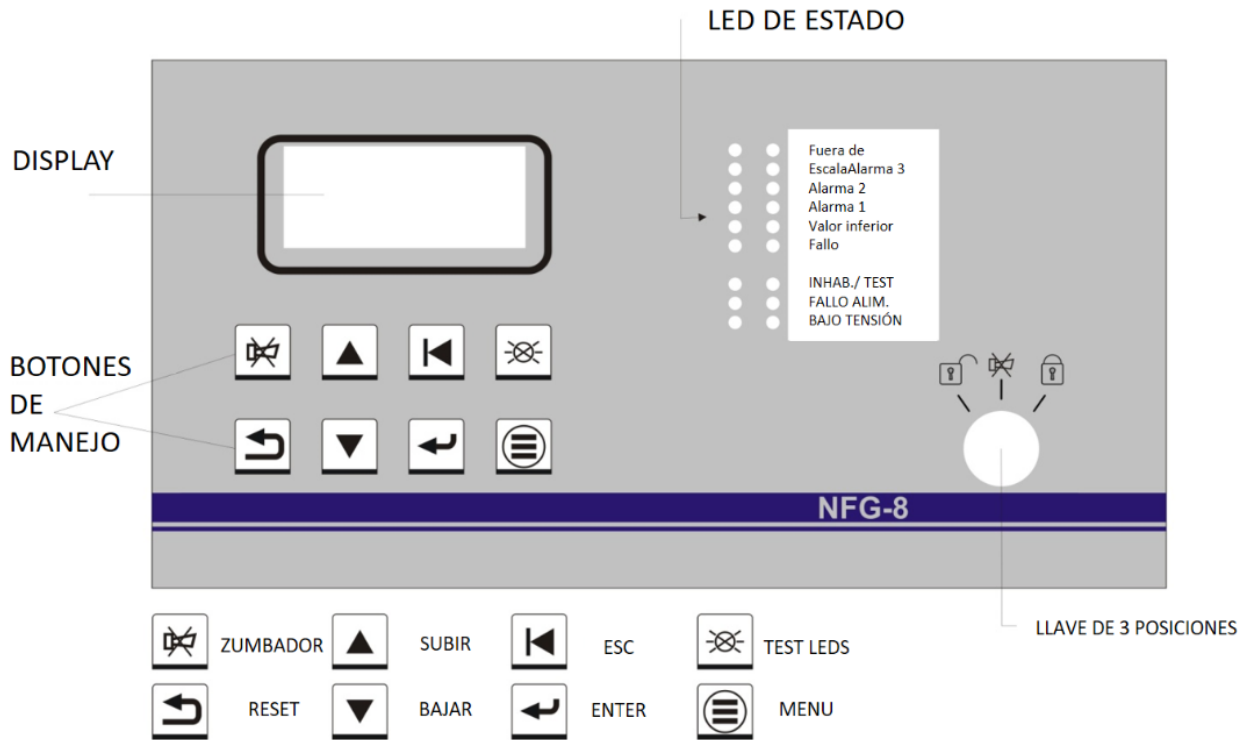 LED DE ESTADO
DISPLAY
Fuera de
EscalaAlarma 3
Alarma 2
Alarma 1
Valor inferior
Fallo
INHAB./ TEST
FALLO ALIM.
BAJO TENSIÓN
BOTONES
DE
MANEJO
NFG-8
LLAVE DE 3 POSICIONES
ZUMBADOR
SUBIR
ESC
TEST LEDS
RESET
BAJAR
ENTER
MENU